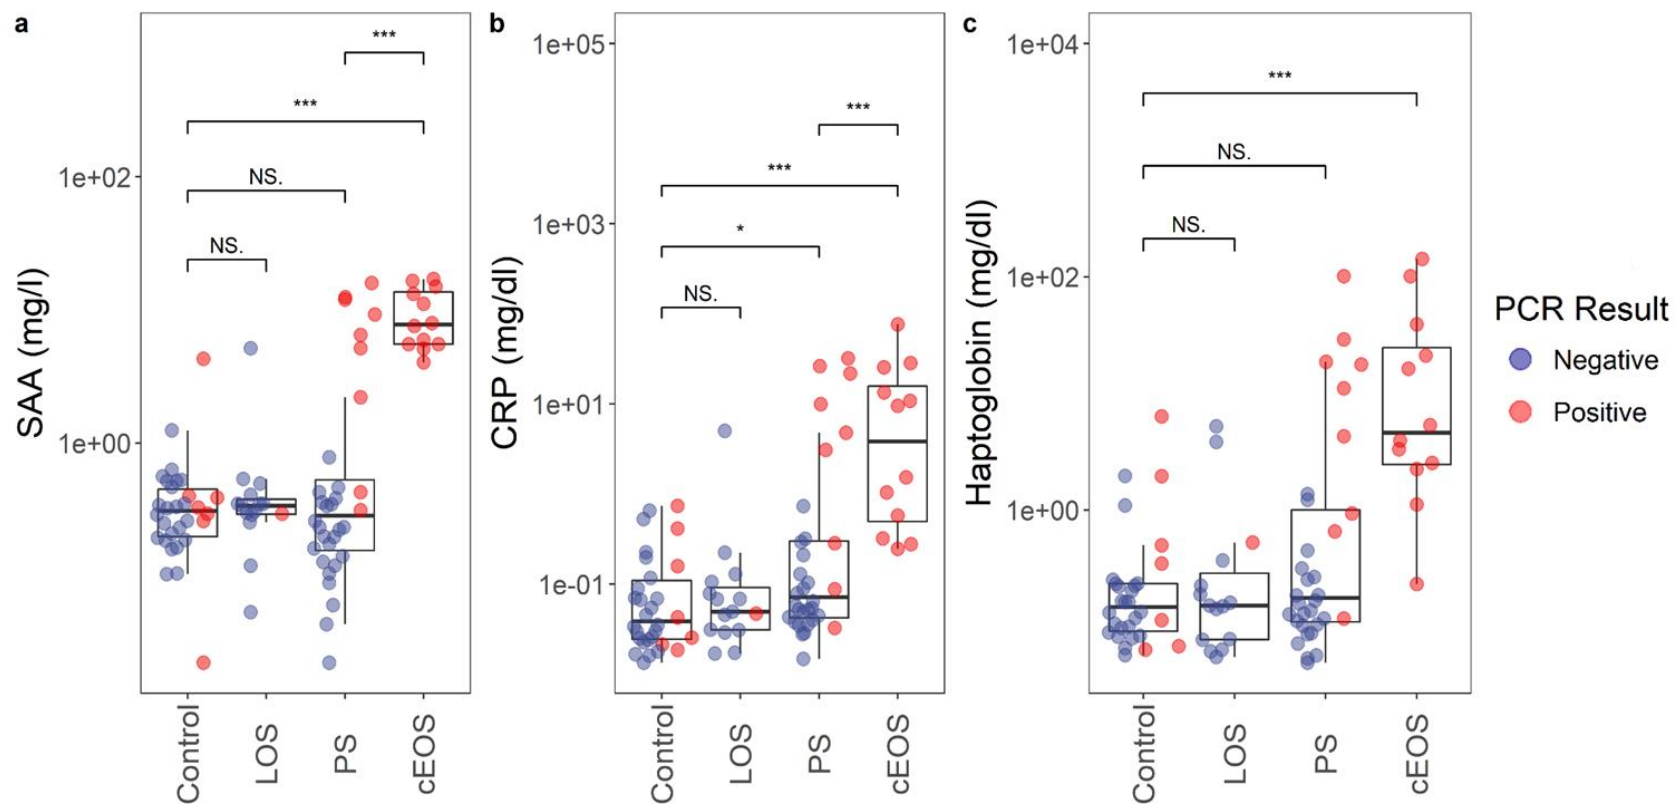 a
SAA (mg/l)
1e+02
1e+00
***
***
NS.
NS.
Control
LOS
PS
cEOS
b
CRP (mg/dl)
1e+05
1e+03
1e+01
1e-01
***
***
*
NS.
Control
LOS
PS
cEOS
c
Haptoglobin (mg/dl)
1e+04
1e+02
1e+00
***
NS.
NS.
Control
LOS
PS
cEOS
PCR Result
Negative
Positive